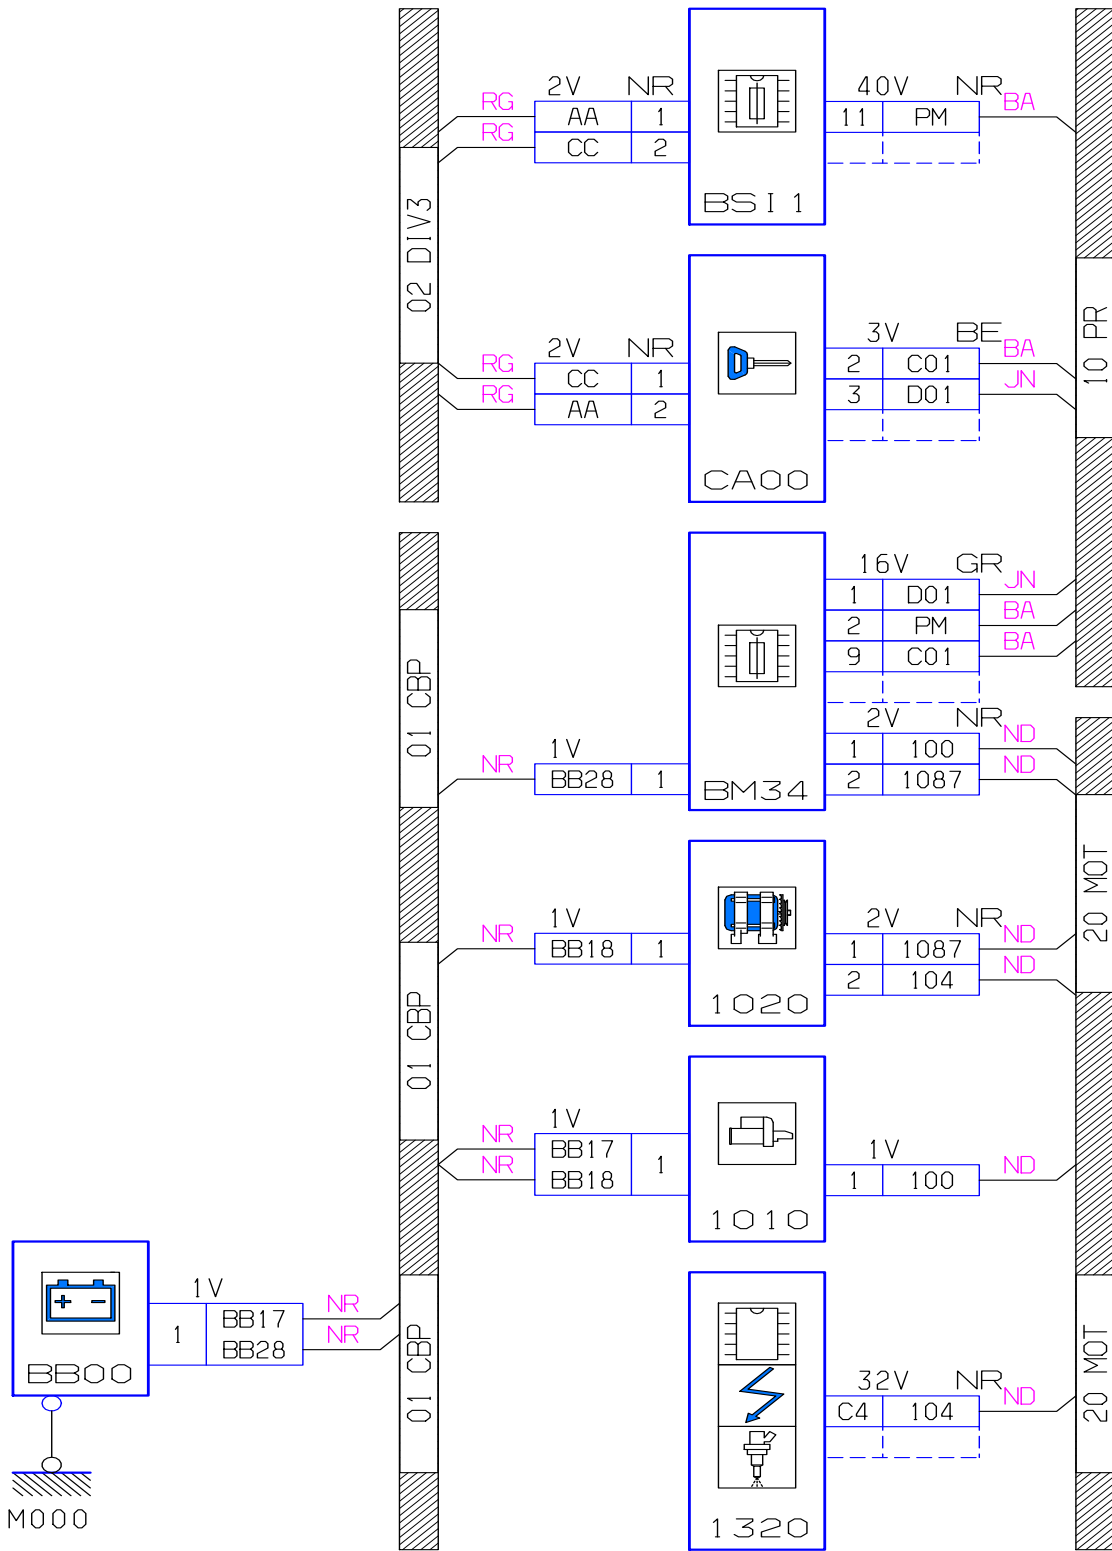 2V NR
40V NR
RG AA 1
11 PM BA
RG CC 2
BSI1
02 DIV3
2V NR
3V BE
RG CC 1
2 C01 BA
RG AA 2
3 D01 JN
CA00
10 PR
16V GR
1 D01 JN
2 PM BA
9 C01 BA
01 CBP
2V NR
1 100 ND
1V
NR BB28 1
2 1087 ND
BM34
20 MOT
1V
2V NR
NR BB18 1
1 1087 ND
2 104 ND
1020
01 CBP
1V
NR BB17
NR BB18 1
1V
1 100 ND
1010
1V
1 BB17 NR
BB28 NR
BB00
01 CBP
32V NR
C4 104 ND
20 MOT
1320
M000